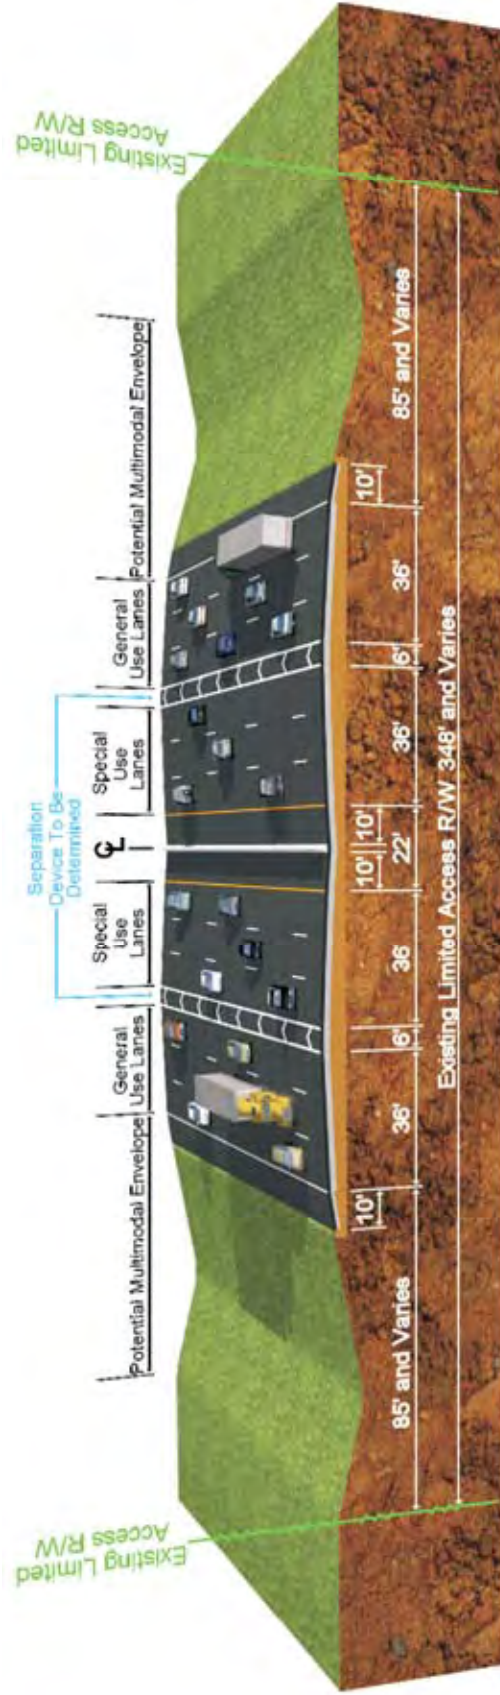 Existing Limited
Access R/W
Existing Limited
Access R/W
Separation
Device To Be
Determined
Potential Multimodal Envelope
General
Use Lanes
Special
Use
Lanes
℄
Special
Use
Lanes
General
Use Lanes
Potential Multimodal Envelope
10'
10'
10'
10'
85' and Varies
36'
6'
36
22'
36'
6'
36'
85' and Varies
Existing Limited Access R/W 348' and Varies